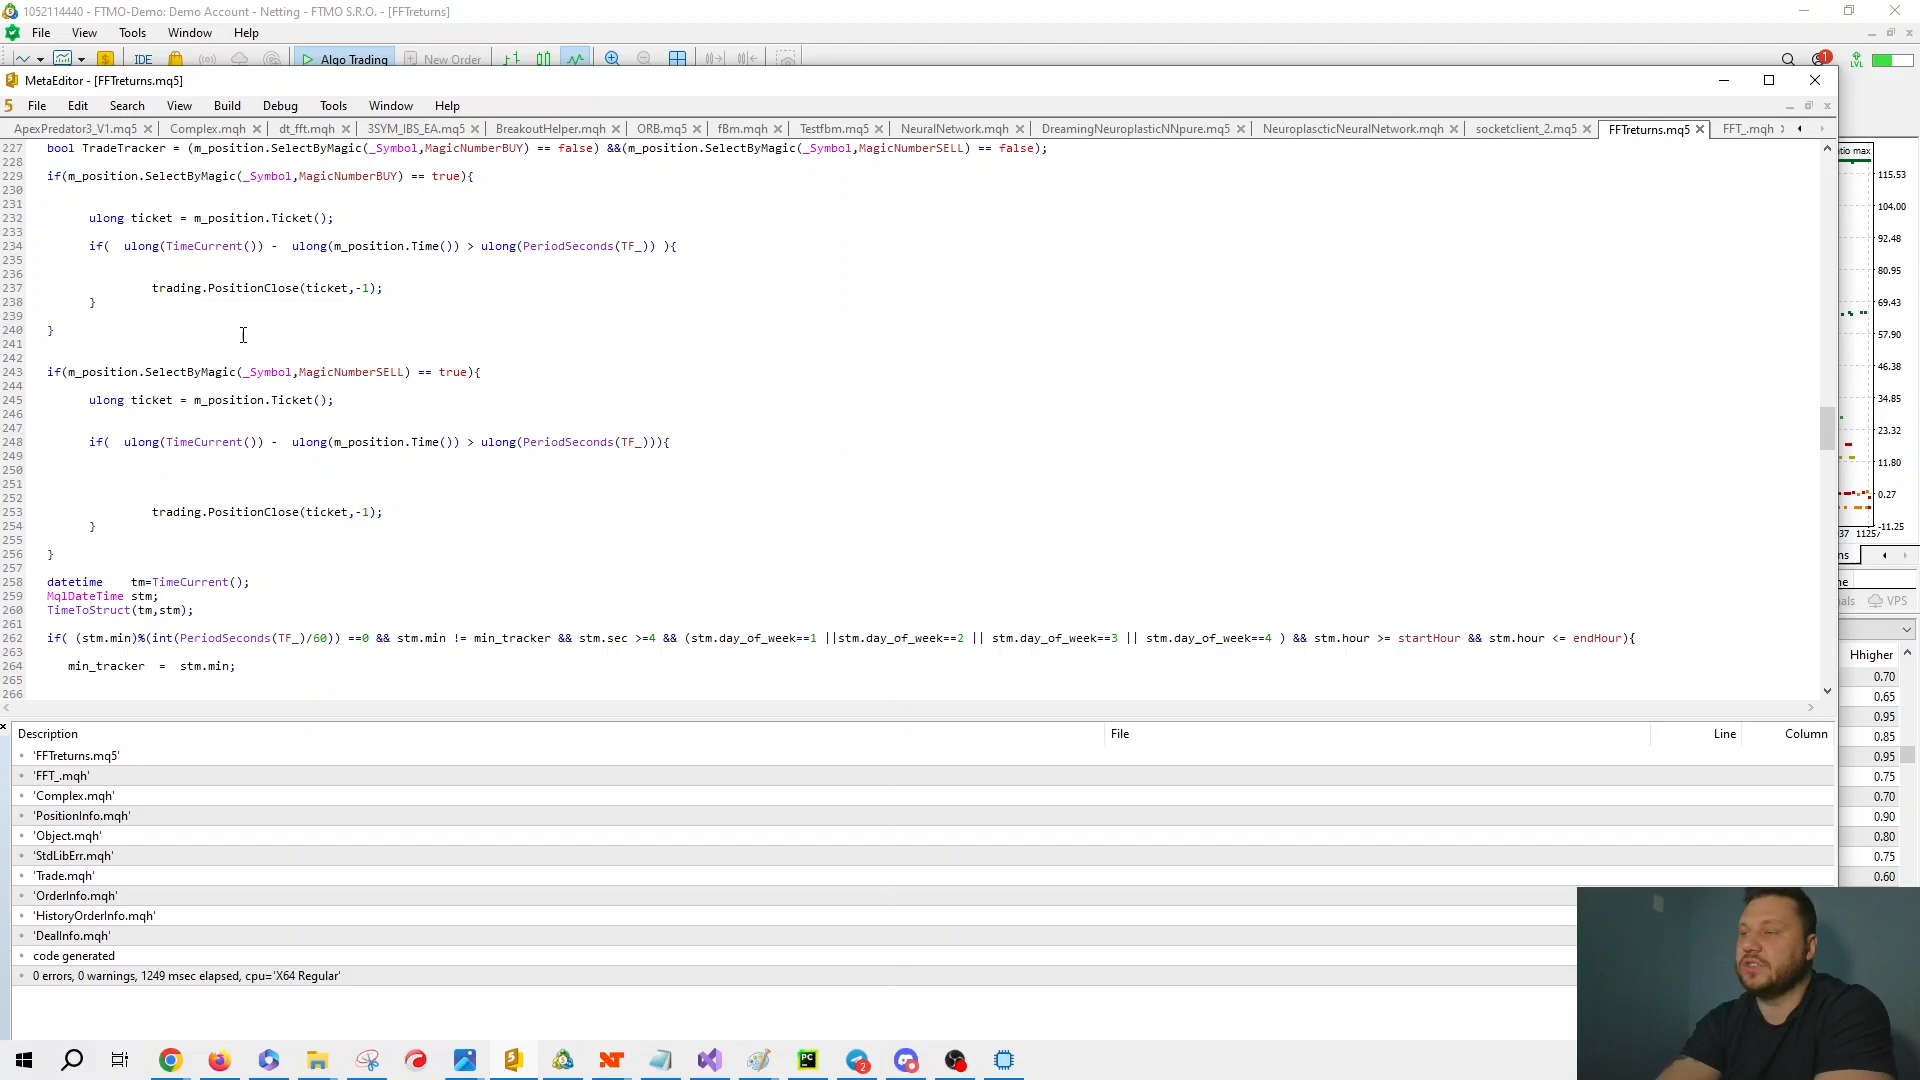 1052114440 - FTMO-Demo: Demo Account - Netting - FTMO S.R.O. - [FFTreturns]
File View Tools Window Help
IDE Algo Trading New Order 1 LVL
MetaEditor - [FFTreturns.mq5]
5 File Edit Search View Build Debug Tools Window Help
ApexPredator3_V1.mq5 Complex.mqh dt_fft.mqh 3SYM_IBS_EA.mq5 BreakoutHelper.mqh ORB.mq5 fBm.mqh Testfbm.mq5 NeuralNetwork.mqh DreamingNeuroplasticNNpure.mq5 NeuroplascticNeuralNetwork.mqh socketclient_2.mq5 FFTreturns.mq5 FFT_.mqh
227 bool TradeTracker = (m_position.SelectByMagic(_Symbol,MagicNumberBUY) == false) &&(m_position.SelectByMagic(_Symbol,MagicNumberSELL) == false);
228
229 if(m_position.SelectByMagic(_Symbol,MagicNumberBUY) == true){
230
231
232 ulong ticket = m_position.Ticket();
233
234 if( ulong(TimeCurrent()) - ulong(m_position.Time()) > ulong(PeriodSeconds(TF_)) ){
235
236
237 trading.PositionClose(ticket,-1);
238 }
239
240 }
241
242
243 if(m_position.SelectByMagic(_Symbol,MagicNumberSELL) == true){
244
245 ulong ticket = m_position.Ticket();
246
247
248 if( ulong(TimeCurrent()) - ulong(m_position.Time()) > ulong(PeriodSeconds(TF_))){
249
250
251
252
253 trading.PositionClose(ticket,-1);
254 }
255
256 }
257
258 datetime tm=TimeCurrent();
259 MqlDateTime stm;
260 TimeToStruct(tm,stm);
261
262 if( (stm.min)%(int(PeriodSeconds(TF_)/60)) ==0 && stm.min != min_tracker && stm.sec >=4 && (stm.day_of_week==1 ||stm.day_of_week==2 || stm.day_of_week==3 || stm.day_of_week==4 ) && stm.hour >= startHour && stm.hour <= endHour){
263
264 min_tracker = stm.min;
265
266
tio max
115.53
104.00
92.48
80.95
69.43
57.90
46.38
34.85
23.32
11.80
0.27
-11.25
37 1125
ns
ne
als VPS
Hhigher
0.70
0.65
0.95
0.85
0.95
0.75
0.70
0.90
0.80
0.75
0.60
Description File Line Column
'FFTreturns.mq5'
'FFT_.mqh'
'Complex.mqh'
'PositionInfo.mqh'
'Object.mqh'
'StdLibErr.mqh'
'Trade.mqh'
'OrderInfo.mqh'
'HistoryOrderInfo.mqh'
'DealInfo.mqh'
code generated
0 errors, 0 warnings, 1249 msec elapsed, cpu='X64 Regular'
5 PC 2